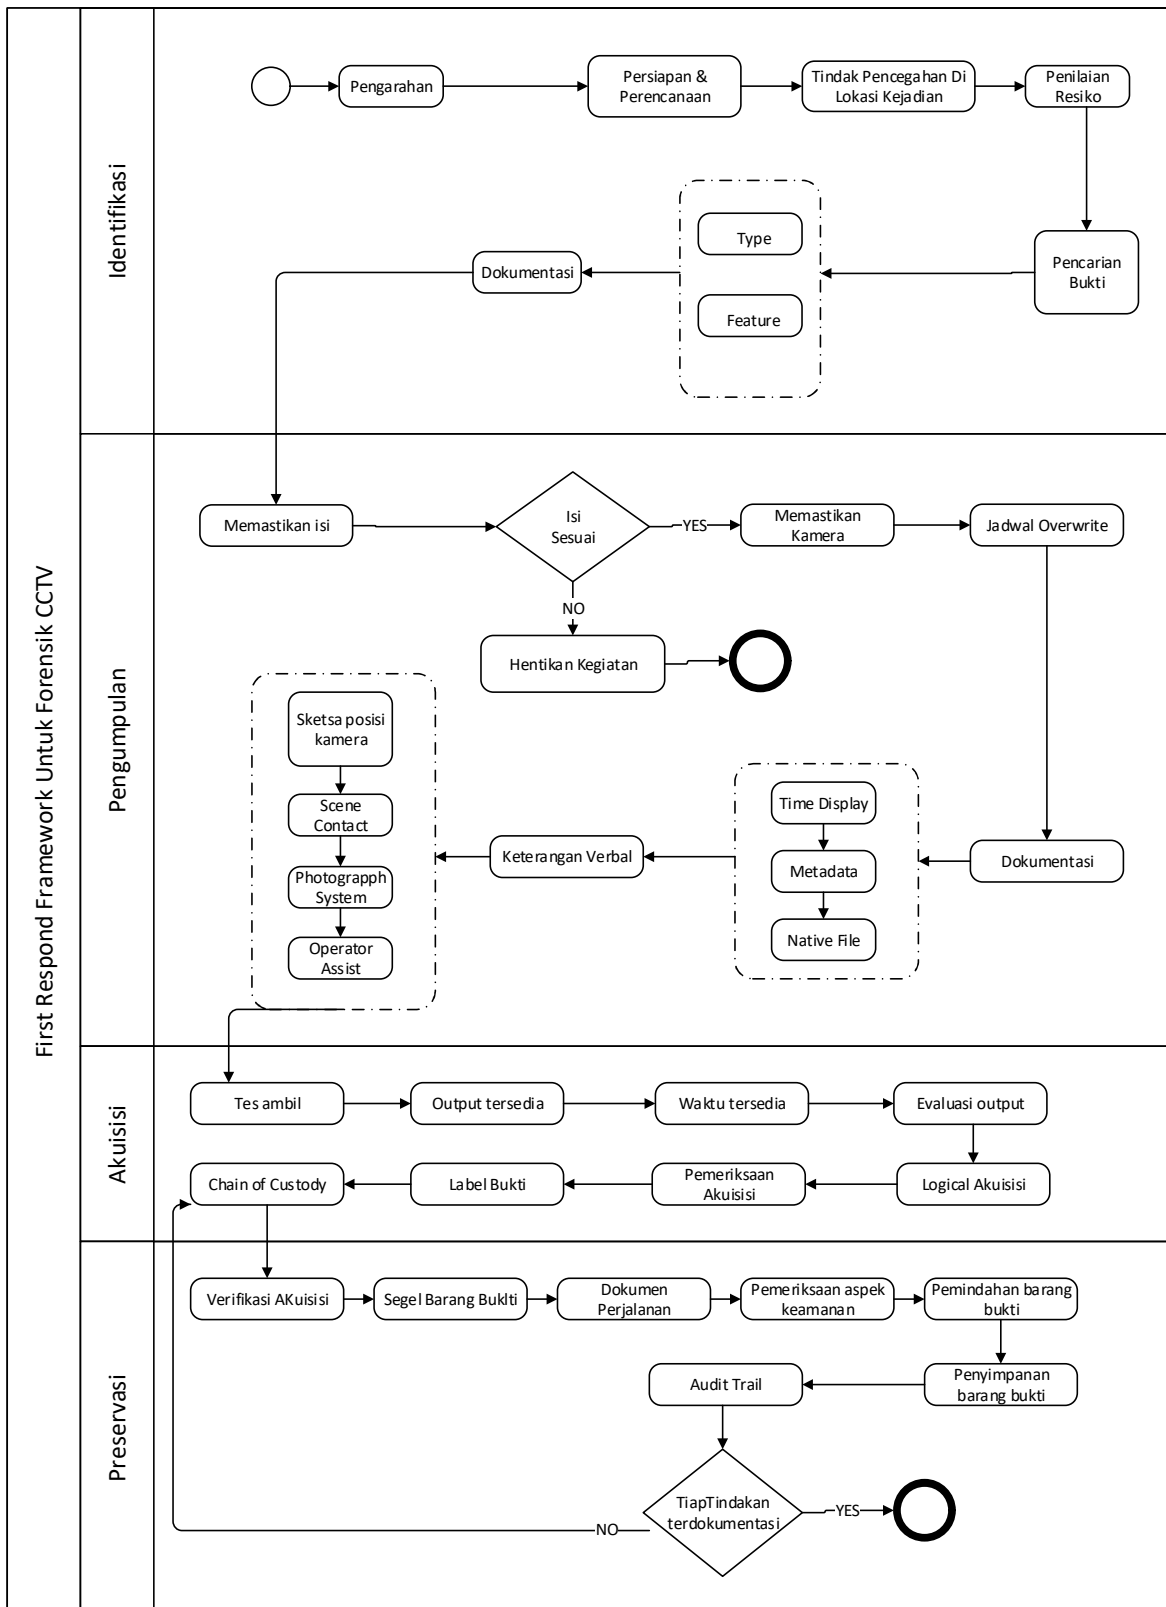 First Respond Framework Untuk Forensik CCTV
Identifikasi
Pengarahan
Persiapan &
Perencanaan
Tindak Pencegahan Di
Lokasi Kejadian
Penilaian
Resiko
Type
Feature
Dokumentasi
Pencarian
Bukti
Pengumpulan
Memastikan isi
Isi
Sesuai
YES
Memastikan
Kamera
Jadwal Overwrite
NO
Hentikan Kegiatan
Sketsa posisi
kamera
Scene
Contact
Photograpph
System
Operator
Assist
Keterangan Verbal
Time Display
Metadata
Native File
Dokumentasi
Akuisisi
Tes ambil
Output tersedia
Waktu tersedia
Evaluasi output
Chain of Custody
Label Bukti
Pemeriksaan
Akuisisi
Logical Akuisisi
Preservasi
Verifikasi AKuisisi
Segel Barang Buklti
Dokumen
Perjalanan
Pemeriksaan aspek
keamanan
Pemindahan barang
bukti
Audit Trail
Penyimpanan
barang bukti
TiapTindakan
terdokumentasi
YES
NO